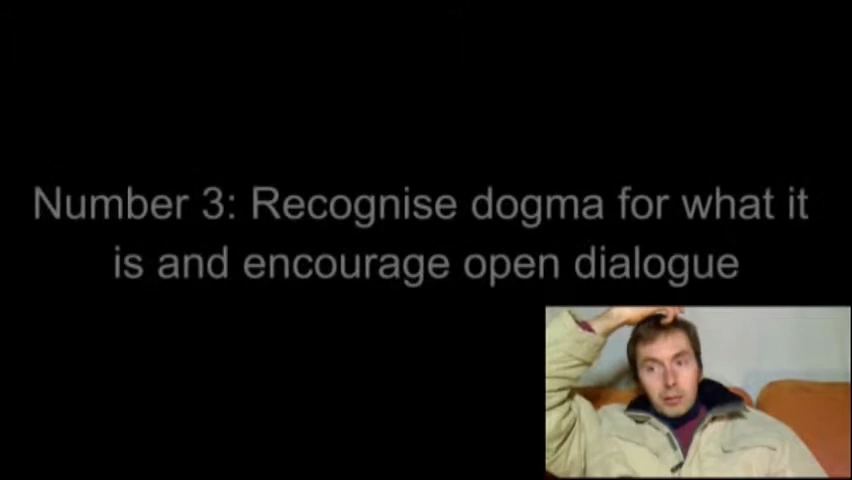 Number 3: Recognise dogma for what it
is and encourage open dialogue